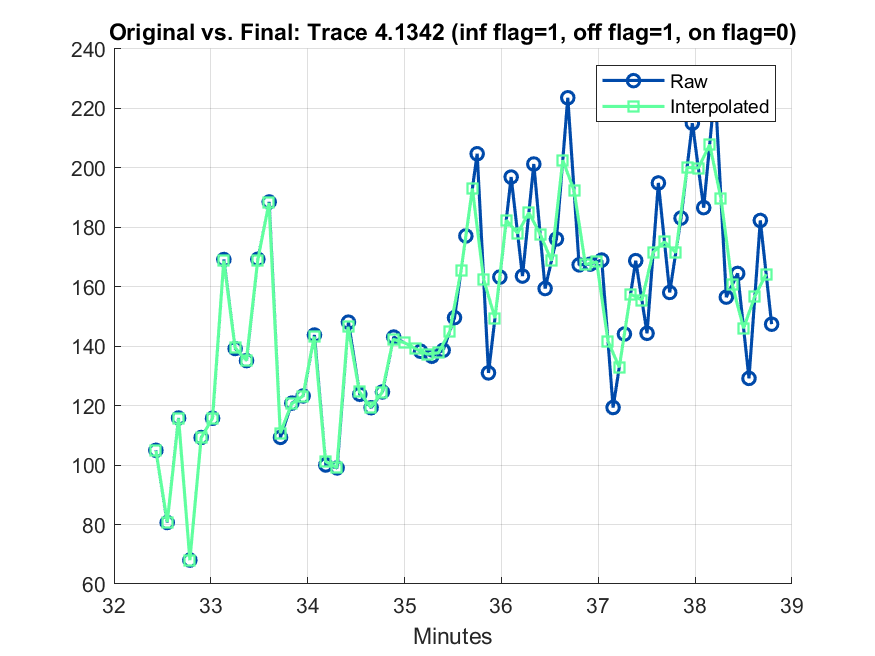 Original vs. Final: Trace 4.1342 (inf flag=1, off flag=1, on flag=0)
240
220
200
180
160
140
120
100
80
60
Raw
Interpolated
32 33 34 35 36 37 38 39
Minutes